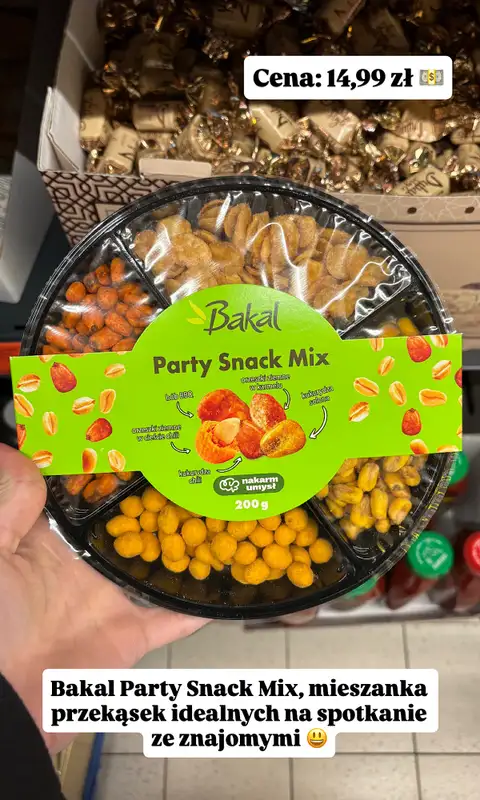 Cena: 14,99 zł 💵
Bakal
Party Snack Mix
bób BBQ
orzeszki ziemne
w karmelu
kukurydza
solona
orzeszki ziemne
w cieście chili
kukurydza
chili
nakarm
umysł
200 g
Bakal Party Snack Mix, mieszanka
przekąsek idealnych na spotkanie
ze znajomymi 😃